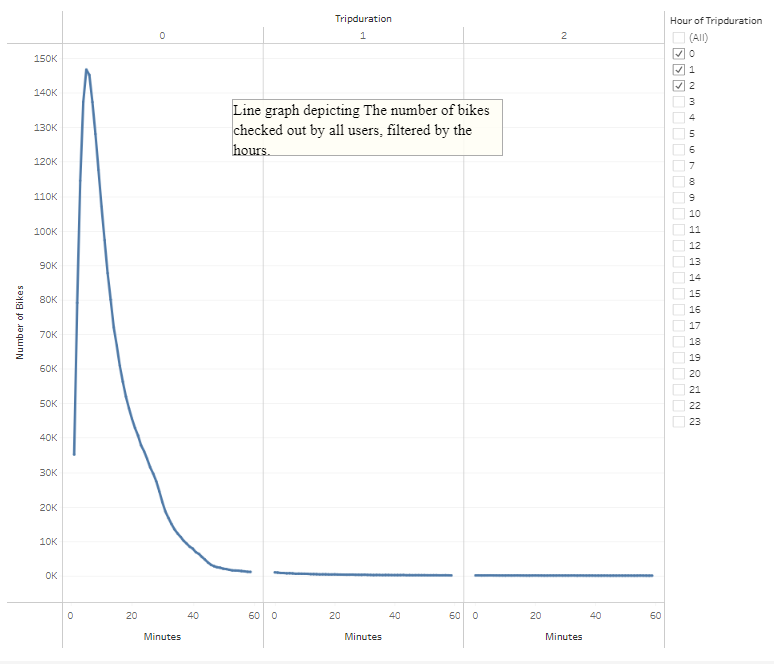 Tripduration
0 1 2
150K
140K
130K
120K
110K
100K
90K
80K
70K
60K
50K
40K
30K
20K
10K
0K
Number of Bikes
Line graph depicting The number of bikes
checked out by all users, filtered by the
hours.
0 20 40 60 0 20 40 60 0 20 40 60
Minutes Minutes Minutes
Hour of Tripduration
(All)
0
1
2
3
4
5
6
7
8
9
10
11
12
13
14
15
16
17
18
19
20
21
22
23